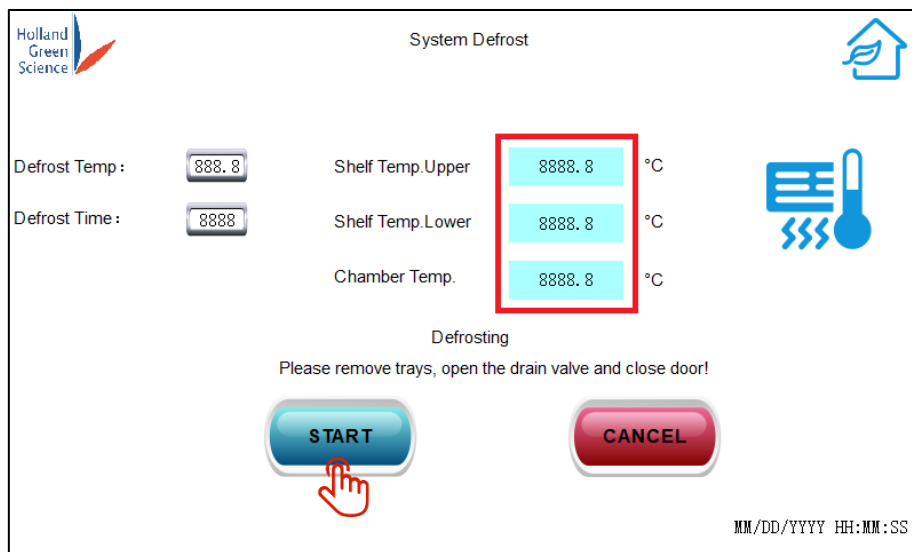 Holland
Green
Science
System Defrost
Defrost Temp: 888.8 Shelf Temp.Upper 8888.8 °C
Defrost Time: 8888 Shelf Temp.Lower 8888.8 °C
Chamber Temp. 8888.8 °C
Defrosting
Please remove trays, open the drain valve and close door!
START CANCEL
MM/DD/YYYY HH:MM:SS